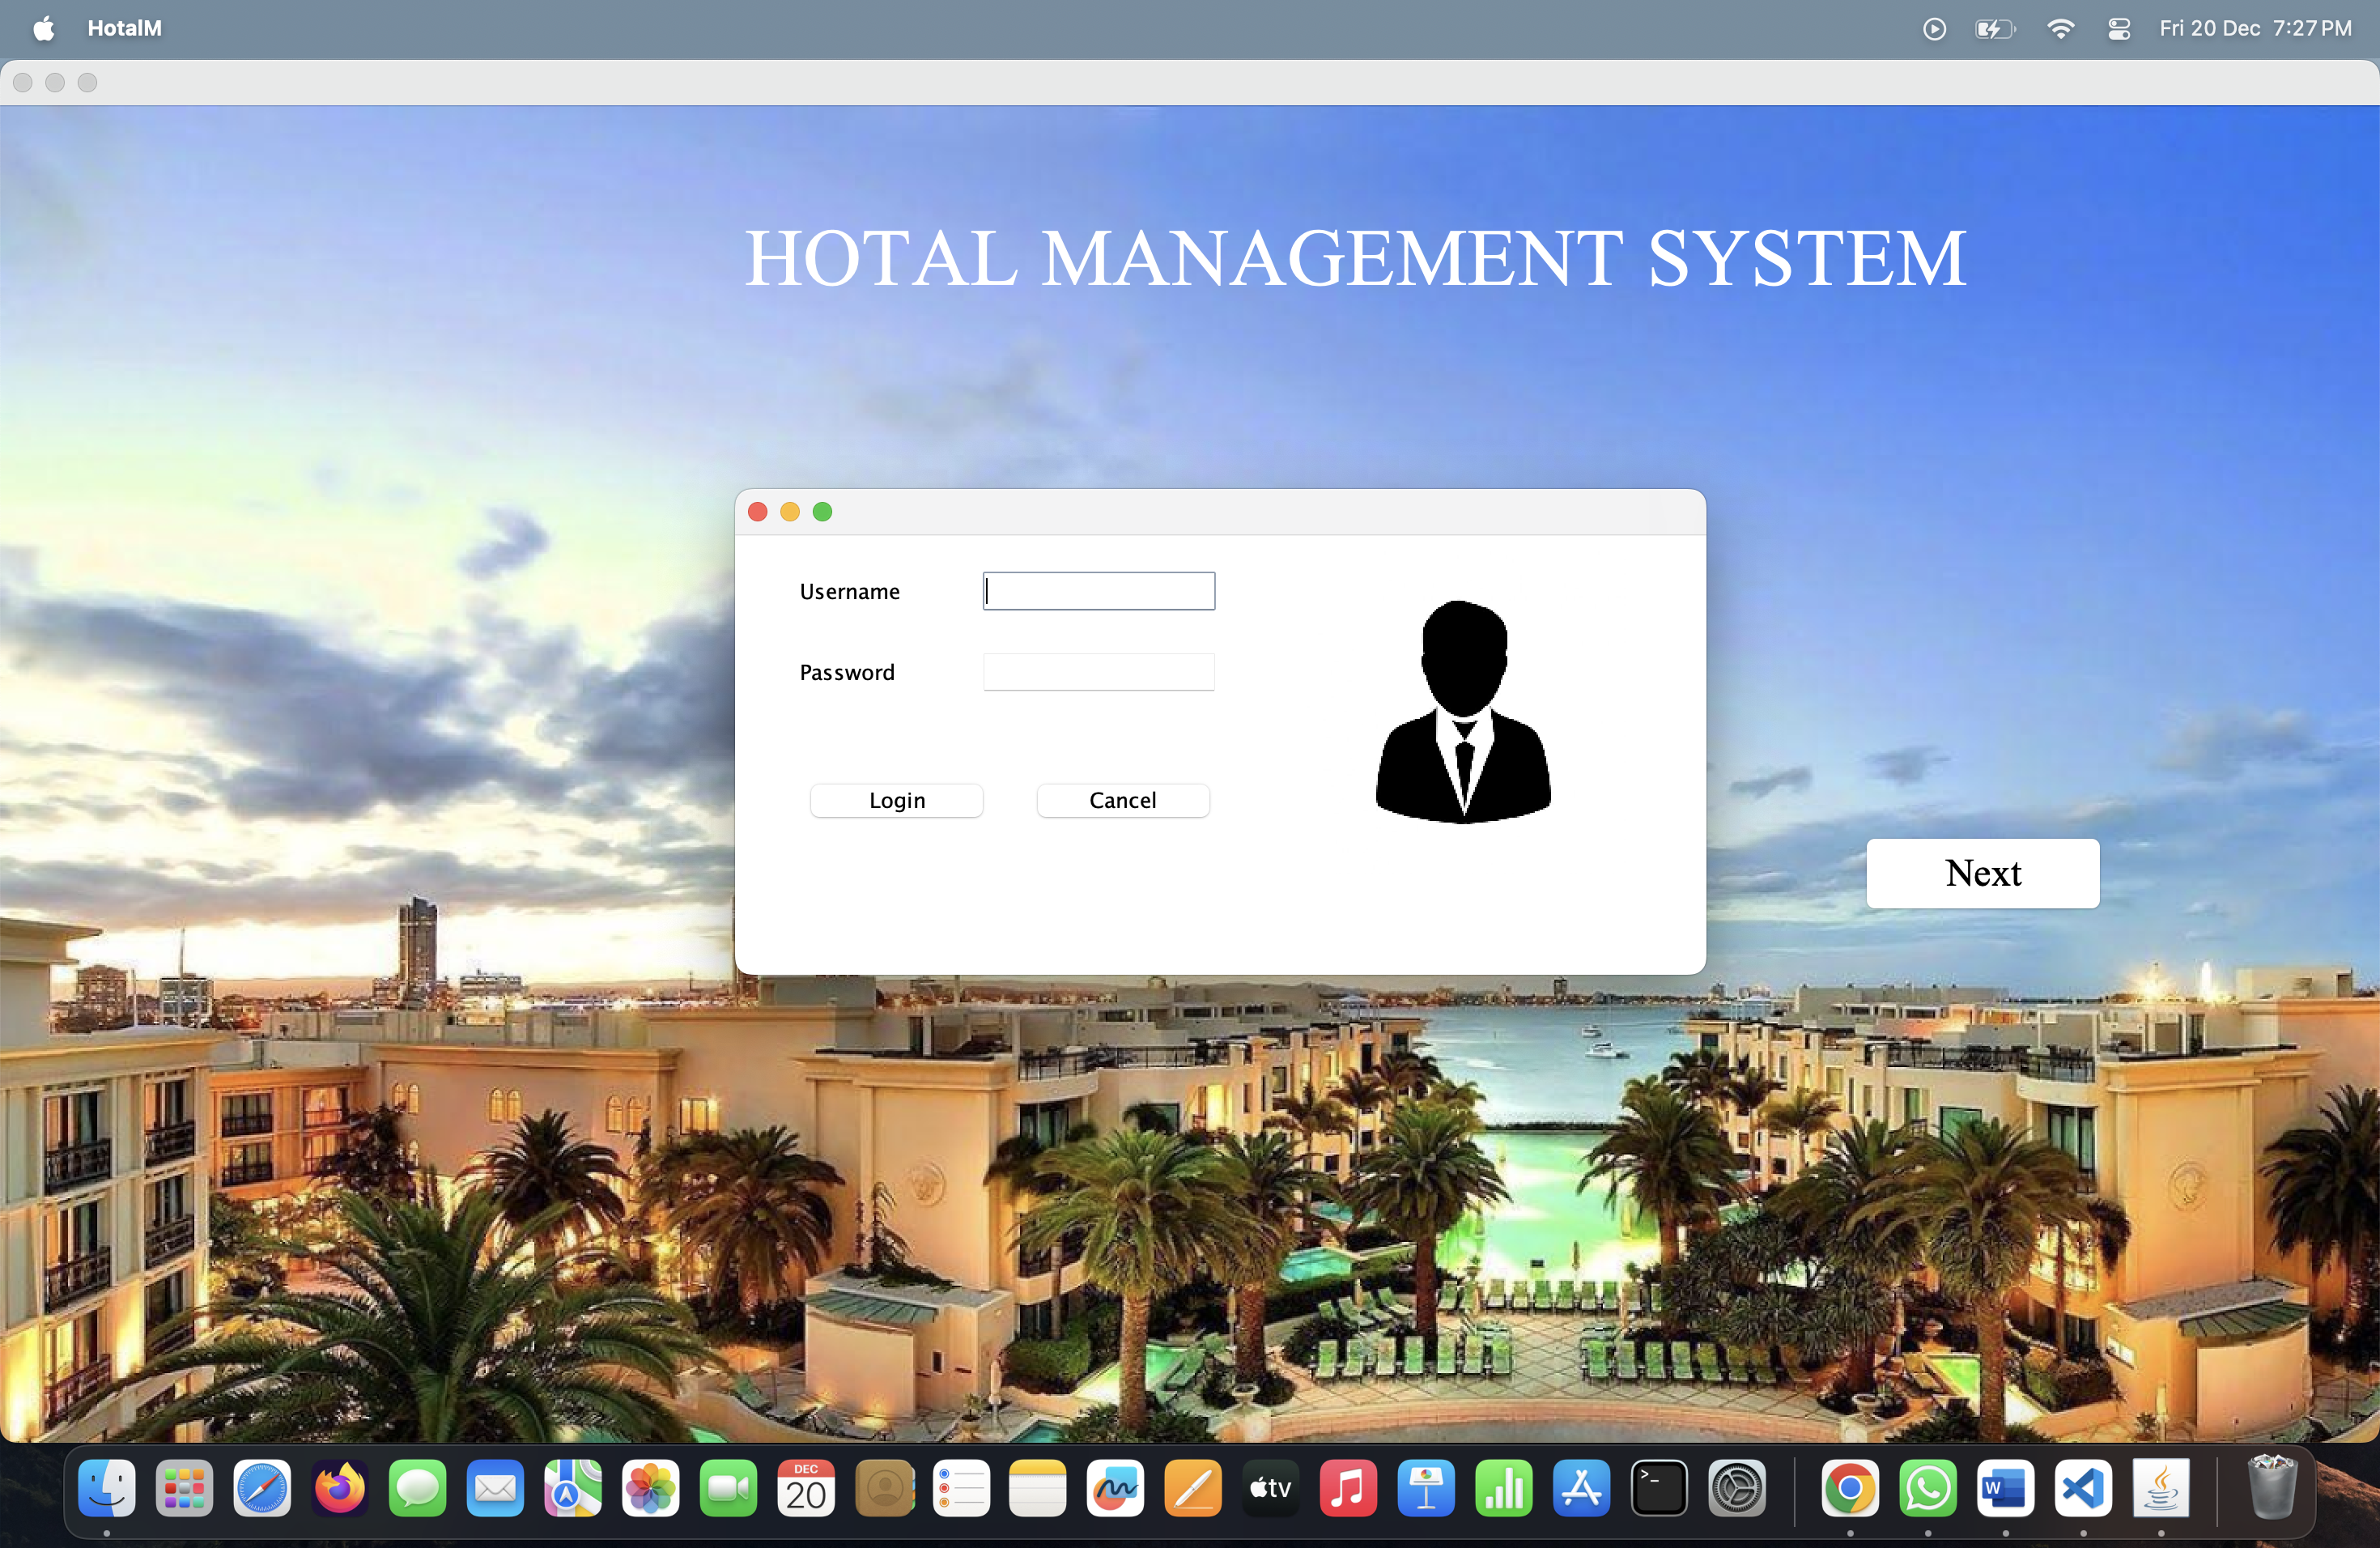 HotalM
Fri 20 Dec 7:27 PM
HOTAL MANAGEMENT SYSTEM
Username
Password
Login
Cancel
Next
DEC
20
tv
>_
W